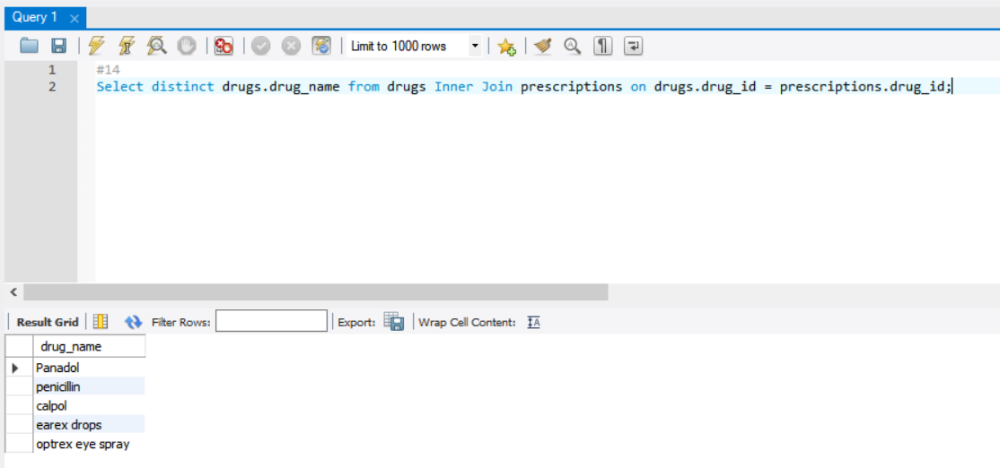 Query 1
Limit to 1000 rows
1 #14
2 Select distinct drugs.drug_name from drugs Inner Join prescriptions on drugs.drug_id = prescriptions.drug_id;
Result Grid Filter Rows: Export: Wrap Cell Content:
drug_name
Panadol
penicillin
calpol
earex drops
optrex eye spray